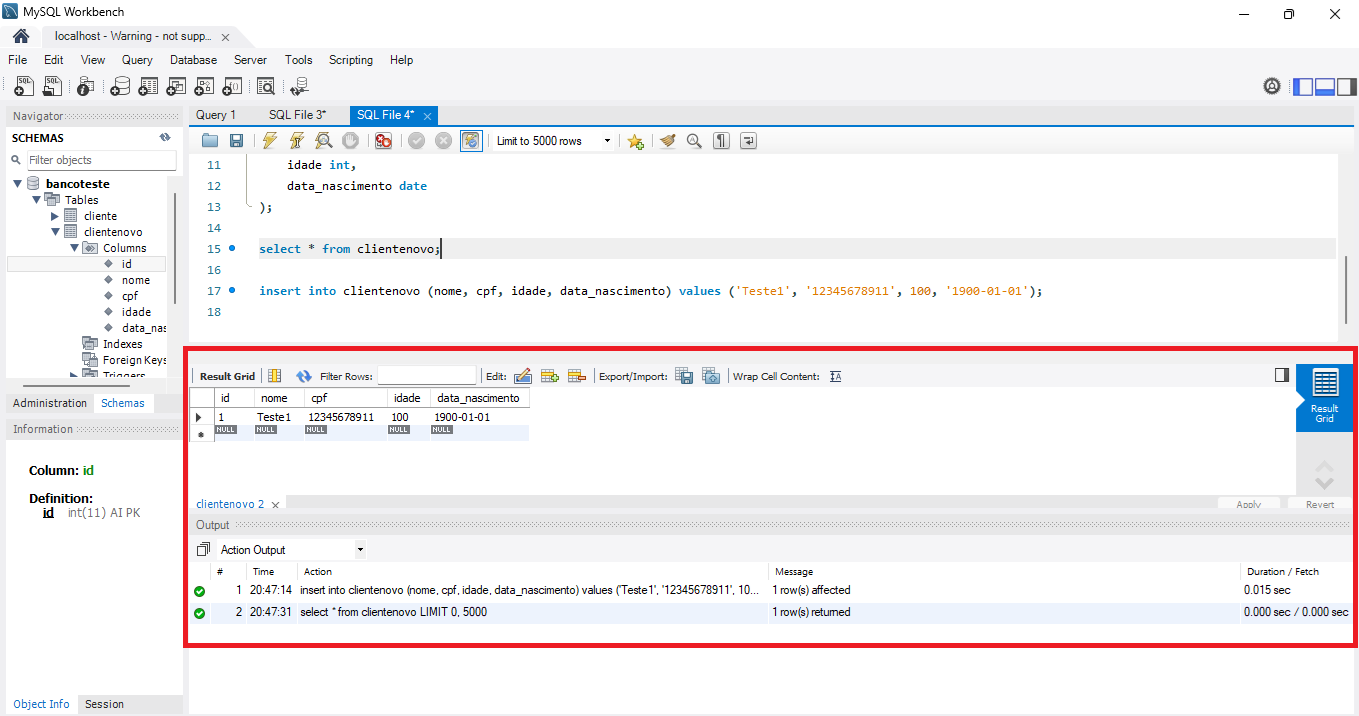 MySQL Workbench
localhost - Warning - not supp...
File Edit View Query Database Server Tools Scripting Help
Navigator
SCHEMAS
Filter objects
bancoteste
Tables
cliente
clientenovo
Columns
id
nome
cpf
idade
data_nas
Indexes
Foreign Keys
Triggers
Administration Schemas
Information
Column: id
Definition:
id int(11) AI PK
Object Info Session
Query 1 SQL File 3* SQL File 4*
Limit to 5000 rows
11 idade int,
12 data_nascimento date
13 );
14
15 select * from clientenovo;
16
17 insert into clientenovo (nome, cpf, idade, data_nascimento) values ('Teste1', '12345678911', 100, '1900-01-01');
18
Result Grid Filter Rows: Edit: Export/Import: Wrap Cell Content:
id nome cpf idade data_nascimento
1 Teste1 12345678911 100 1900-01-01
NULL NULL NULL NULL NULL
Result
Grid
clientenovo 2 Apply Revert
Output
Action Output
# Time Action Message Duration / Fetch
1 20:47:14 insert into clientenovo (nome, cpf, idade, data_nascimento) values ('Teste1', '12345678911', 10... 1 row(s) affected 0.015 sec
2 20:47:31 select * from clientenovo LIMIT 0, 5000 1 row(s) returned 0.000 sec / 0.000 sec